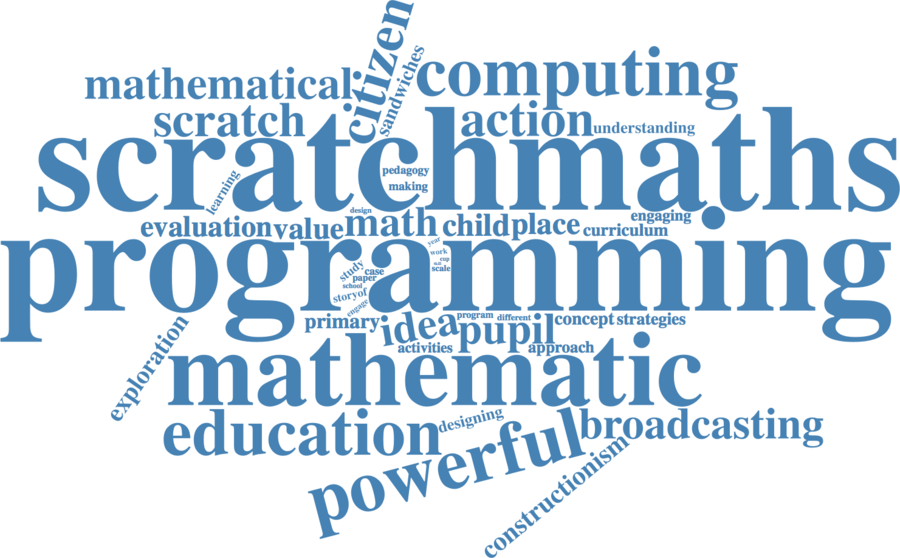 citizen
sandwiches
computing
mathematical
scratch
action
understanding
scratchmaths
pedagogy
making
learning
design
evaluation
value
math
child
place
engaging
curriculum
programming
year
work
cup
scale
study
case
paper
school
storyof
engage
primary
idea
program
different
pupil
concept
strategies
activities
approach
exploration
mathematic
education
designing
powerful
broadcasting
constructionism